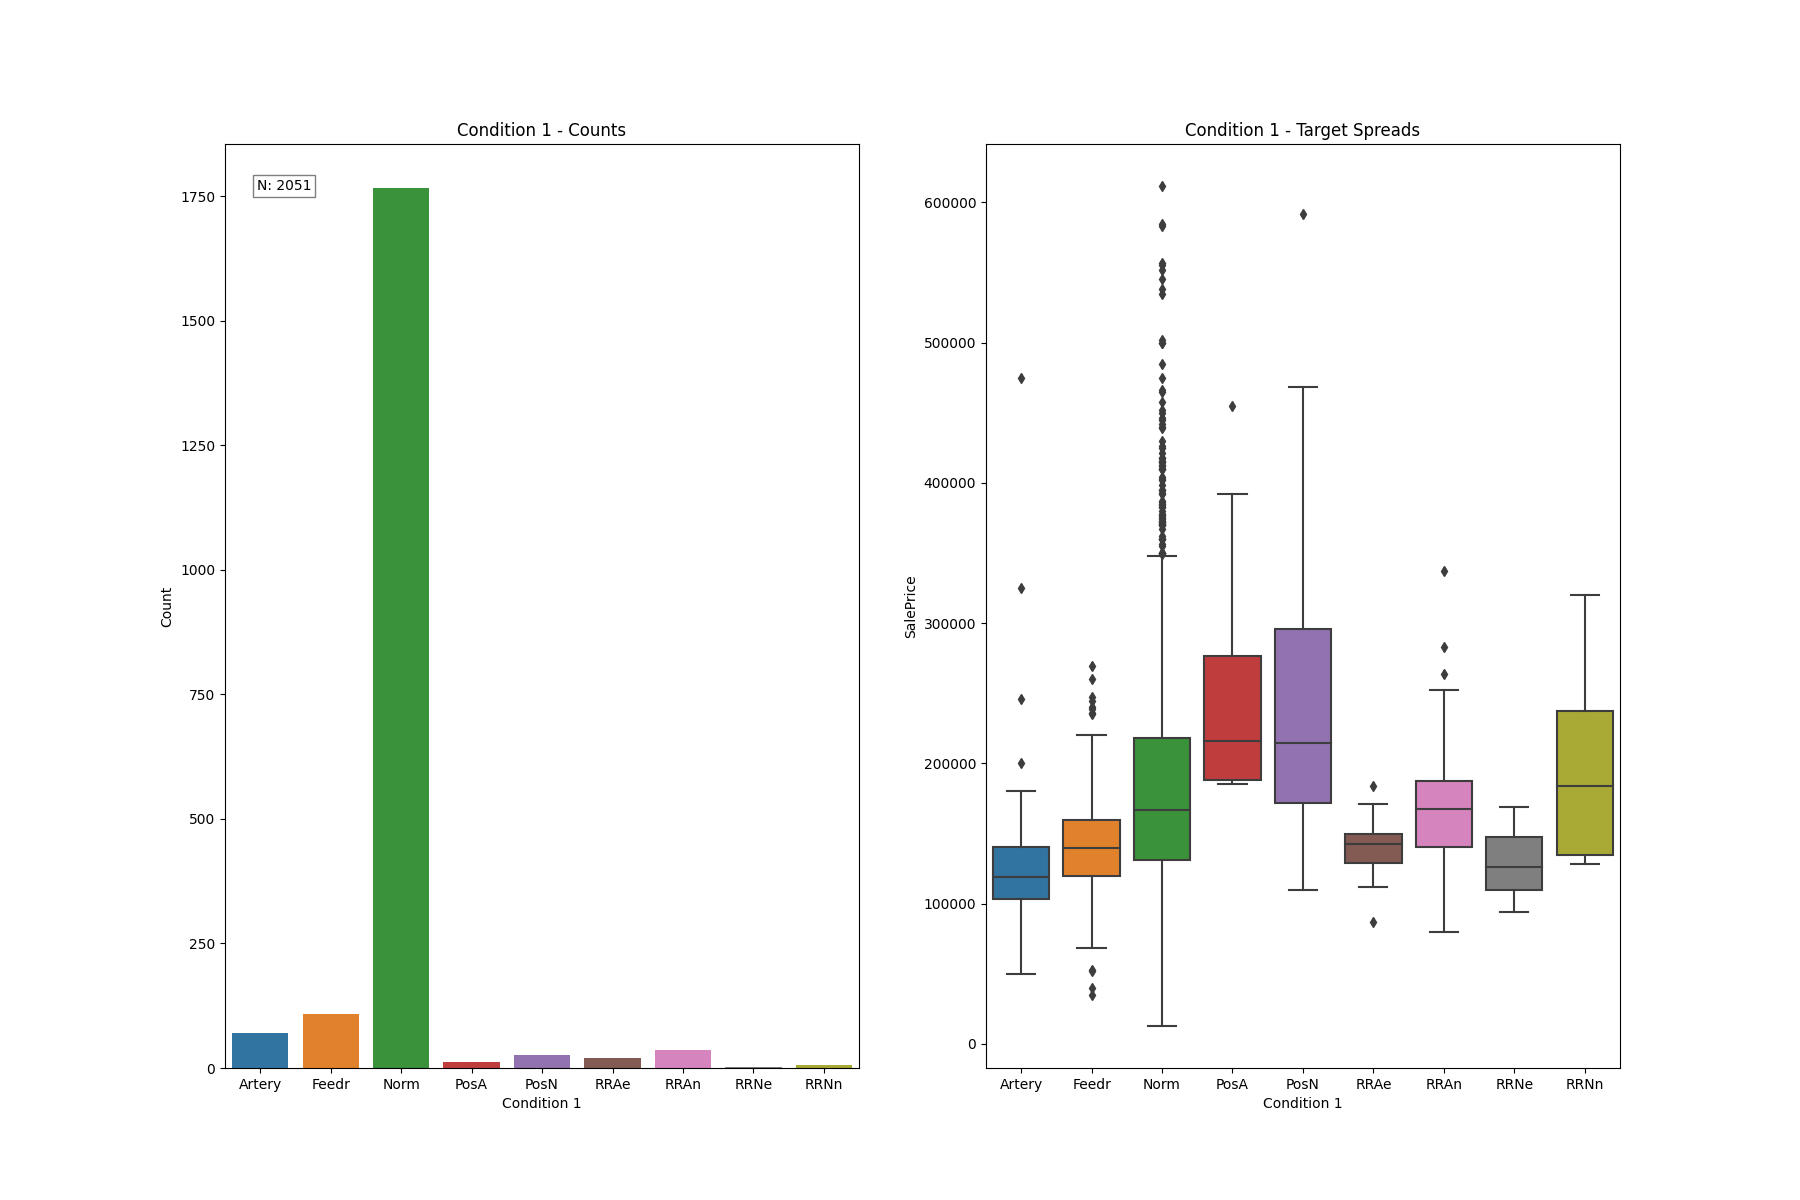 Condition 1 - Counts
N: 2051
1750
1500
1250
1000
750
500
250
0
Count
Artery Feedr Norm PosA PosN RRAe RRAn RRNe RRNn
Condition 1
Condition 1 - Target Spreads
600000
500000
400000
300000
200000
100000
0
SalePrice
Artery Feedr Norm PosA PosN RRAe RRAn RRNe RRNn
Condition 1